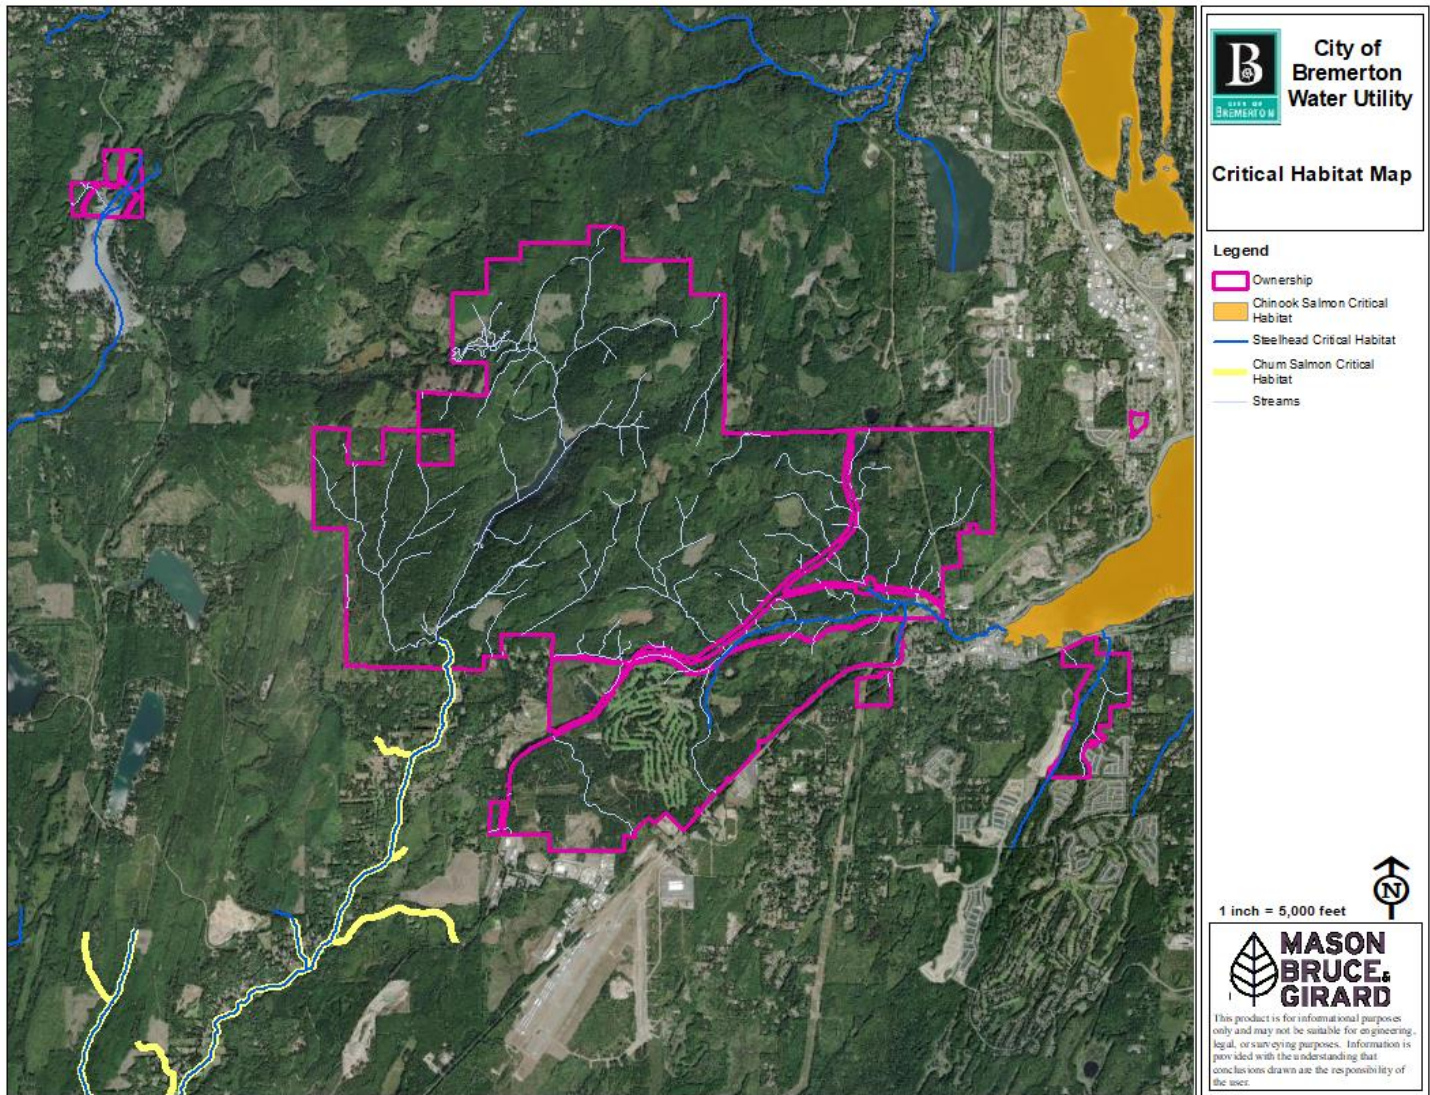 B
CITY OF
BREMERTON
City of
Bremerton
Water Utility
Critical Habitat Map
Legend
Ownership
Chinook Salmon Critical
Habitat
Steelhead Critical Habitat
Chum Salmon Critical
Habitat
Streams
1 inch = 5,000 feet
N
MASON
BRUCE &
GIRARD
This product is for informational purposes
only and may not be suitable for engineering,
legal, or surveying purposes. Information is
provided with the understanding that
conclusions drawn are the responsibility of
the user.